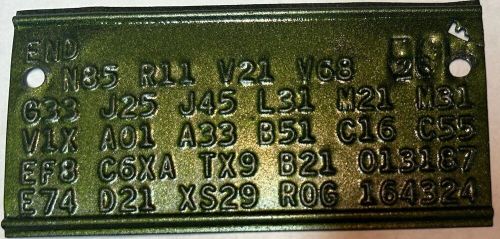 END
N85 R11 V21 V68 26
G33 J25 J45 L31 M21 M31
V1X A01 A33 B51 C16 C55
EF8 C6XA TX9 B21 013187
E74 D21 XS29 ROG 164324